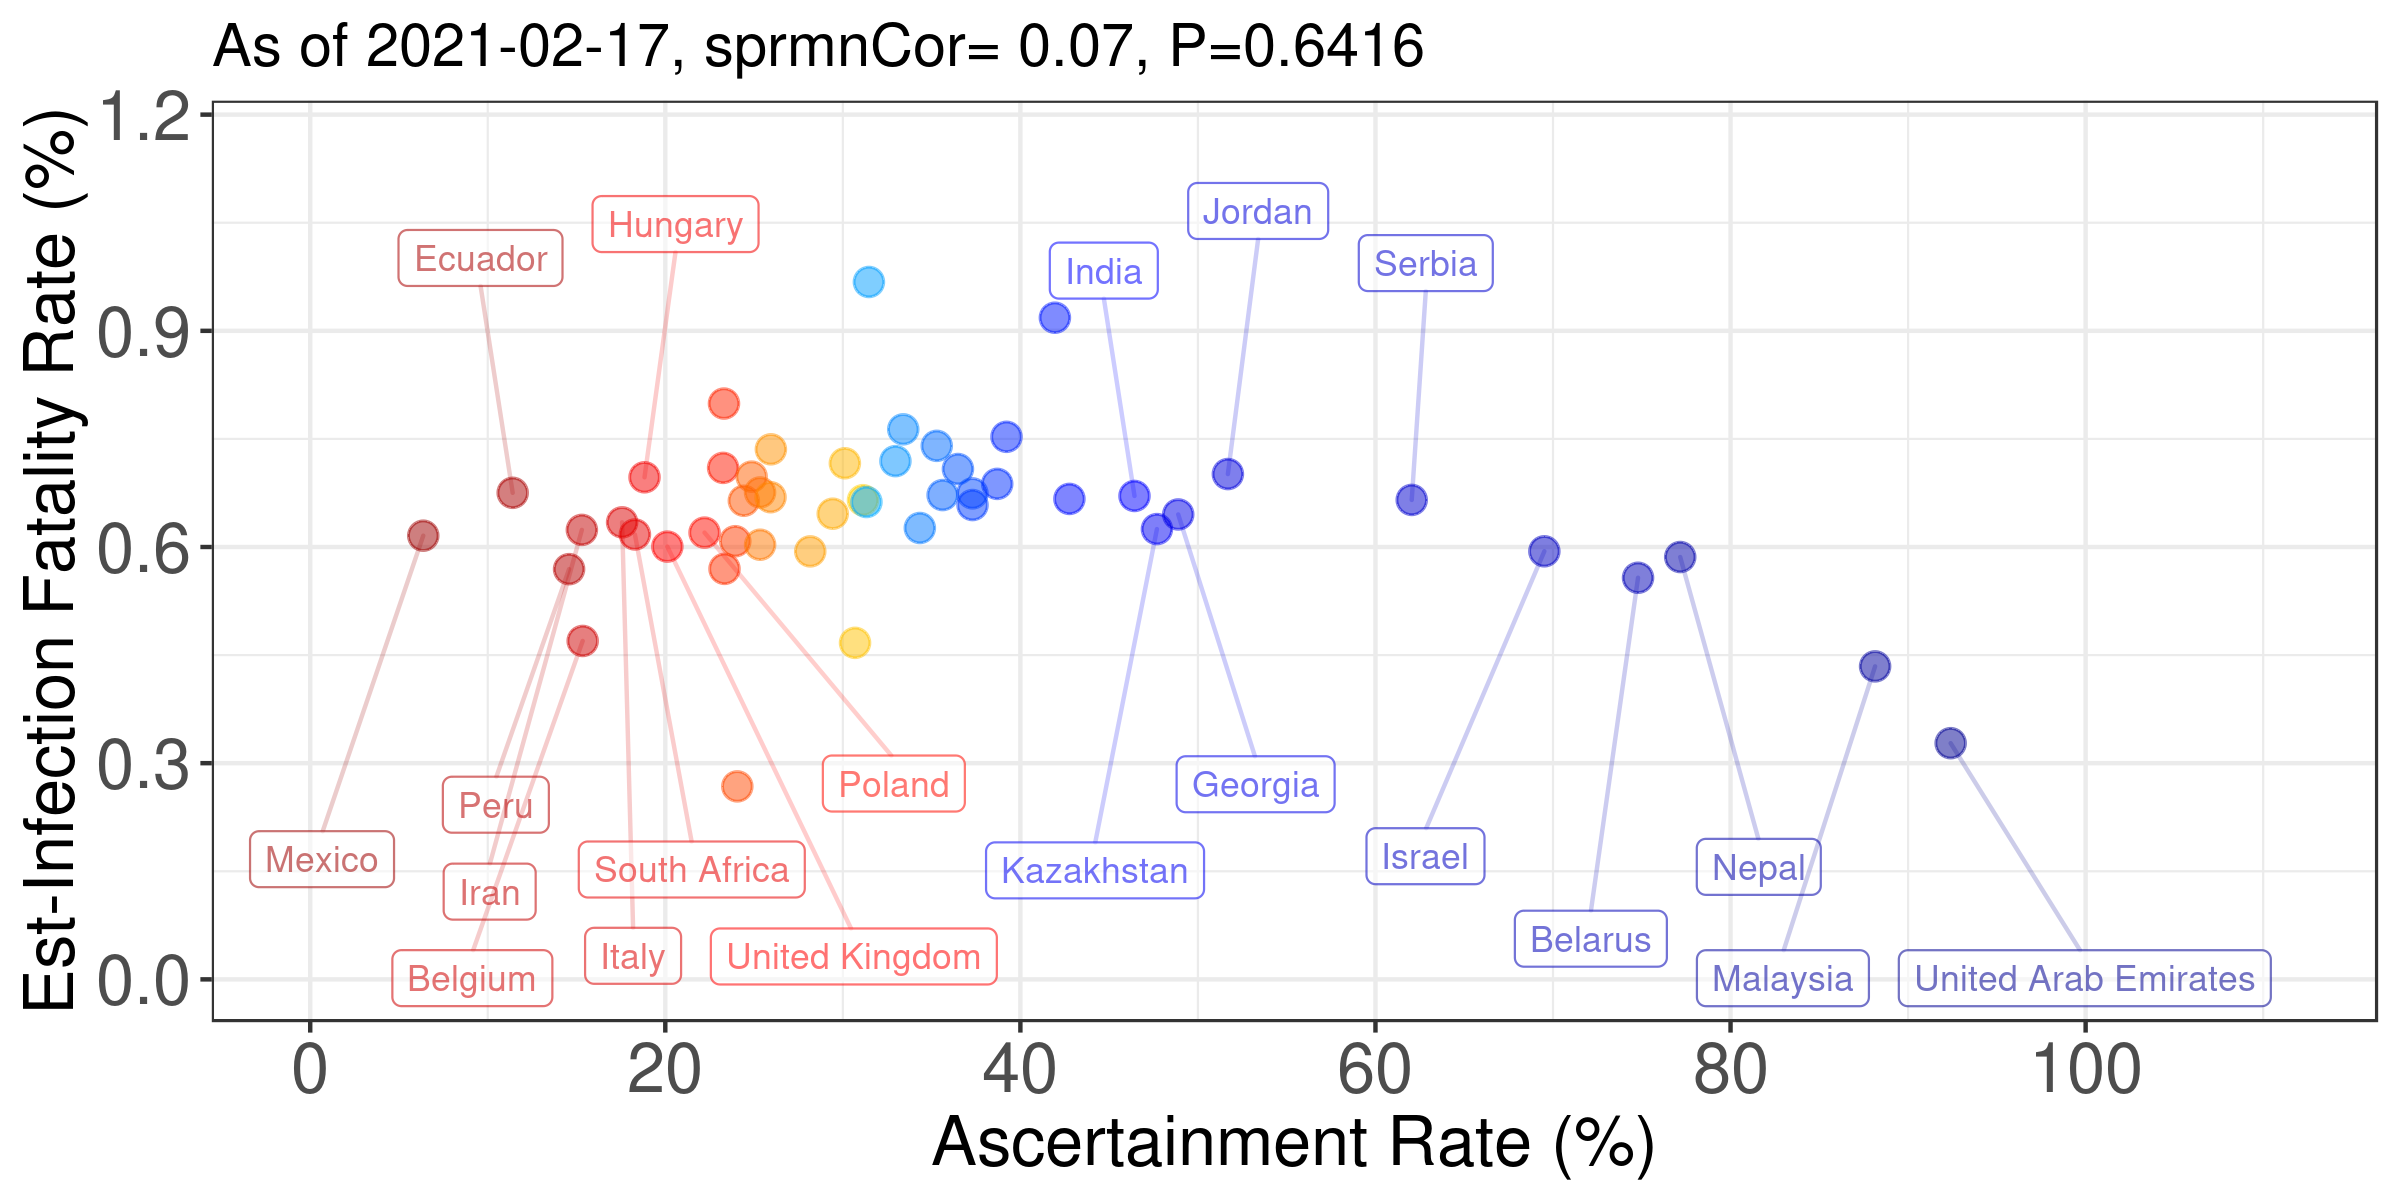 As of 2021-02-17, sprmnCor= 0.07, P=0.6416
Est-Infection Fatality Rate (%)
1.2
0.9
0.6
0.3
0.0
Jordan
Hungary
Ecuador
Serbia
India
Poland
Georgia
Peru
Mexico
Israel
Nepal
South Africa
Kazakhstan
Iran
Belarus
Italy
United Kingdom
Belgium
Malaysia
United Arab Emirates
0
20
40
60
80
100
Ascertainment Rate (%)